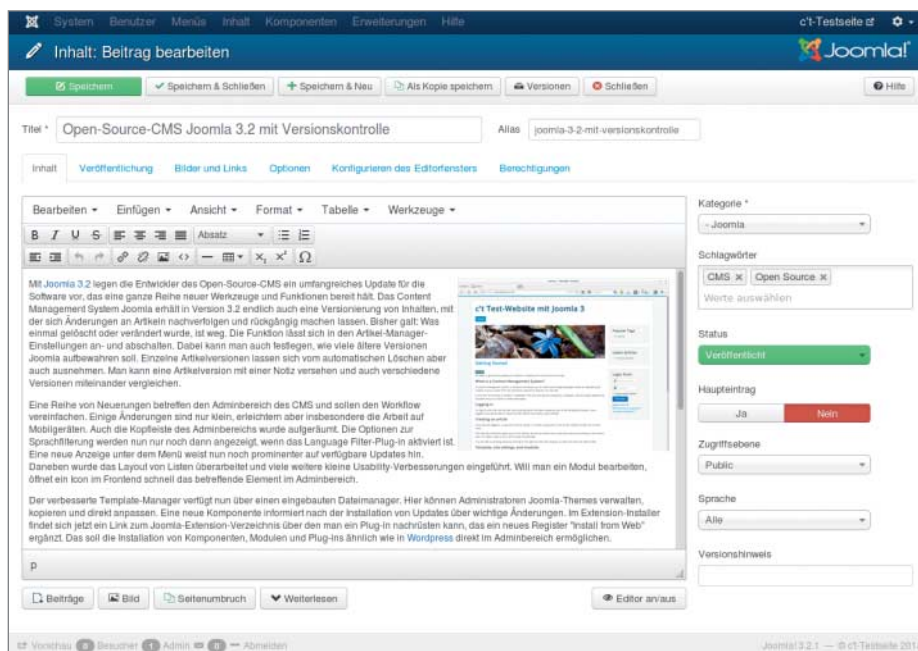 System Benutzer Menüs Inhalt Komponenten Erweiterungen Hilfe c't-Testseite
Inhalt: Beitrag bearbeiten Joomla!
Speichern Speichern & Schließen Speichern & Neu Als Kopie speichern Versionen Schließen Hilfe
Titel * Open-Source-CMS Joomla 3.2 mit Versionskontrolle Alias joomla-3-2-mit-versionskontrolle
Inhalt Veröffentlichung Bilder und Links Optionen Konfigurieren des Editorfensters Berechtigungen
Bearbeiten Einfügen Ansicht Format Tabelle Werkzeuge
B I U S Absatz
Mit Joomla 3.2 legen die Entwickler des Open-Source-CMS ein umfangreiches Update für die
Software vor, das eine ganze Reihe neuer Werkzeuge und Funktionen bereit hält. Das Content
Management System Joomla erhält in Version 3.2 endlich auch eine Versionierung von Inhalten, mit
der sich Änderungen an Artikeln nachverfolgen und rückgängig machen lassen. Bisher galt: Was
einmal gelöscht oder verändert wurde, ist weg. Die Funktion lässt sich in den Artikel-Manager-
Einstellungen an- und abschalten. Dabei kann man auch festlegen, wie viele ältere Versionen
Joomla aufbewahren soll. Einzelne Artikelversionen lassen sich vom automatischen Löschen aber
auch ausnehmen. Man kann eine Artikelversion mit einer Notiz versehen und auch verschiedene
Versionen miteinander vergleichen.
c't Test-Website mit Joomla 3
Eine Reihe von Neuerungen betreffen den Adminbereich des CMS und sollen den Workflow
vereinfachen. Einige Änderungen sind nur klein, erleichtern aber insbesondere die Arbeit auf
Mobilgeräten. Auch die Kopfleiste des Adminbereichs wurde aufgeräumt. Die Optionen zur
Sprachfilterung werden nun nur noch dann angezeigt, wenn das Language Filter-Plug-in aktiviert ist.
Eine neue Anzeige unter dem Menü weist nun noch prominenter auf verfügbare Updates hin.
Daneben wurde das Layout von Listen überarbeitet und viele weitere kleine Usability-Verbesserungen eingeführt. Will man ein Modul bearbeiten,
öffnet ein Icon im Frontend schnell das betreffende Element im Adminbereich.
Der verbesserte Template-Manager verfügt nun über einen eingebauten Dateimanager. Hier können Administratoren Joomla-Themes verwalten,
kopieren und direkt anpassen. Eine neue Komponente informiert nach der Installation von Updates über wichtige Änderungen. Im Extension-Installer
findet sich jetzt ein Link zum Joomla-Extension-Verzeichnis über den man ein Plug-in nachrüsten kann, das ein neues Register "Install from Web"
ergänzt. Das soll die Installation von Komponenten, Modulen und Plug-ins ähnlich wie in Wordpress direkt im Adminbereich ermöglichen.
p
Beiträge Bild Seitenumbruch Weiterlesen Editor an/aus
Kategorie *
- Joomla
Schlagwörter
CMS Open Source
Werte auswählen
Status
Veröffentlicht
Haupteintrag
Ja Nein
Zugriffsebene
Public
Sprache
Alle
Versionshinweis
Vorschau 0 Besucher 1 Admin 0 Abmelden Joomla! 3.2.1 — © c't-Testseite 201